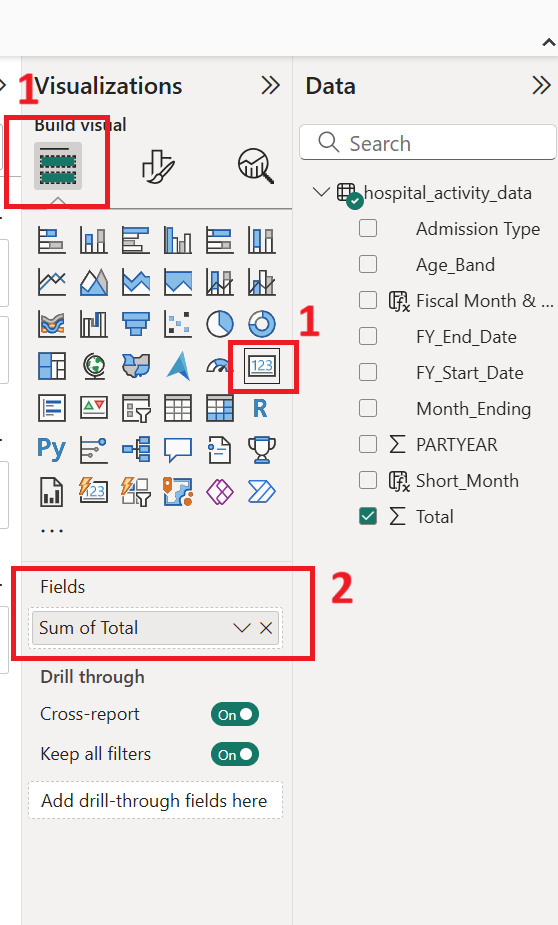 1
Visualizations
Build visual
123
1
R
Py
123
...
Fields
2
Sum of Total
Drill through
Cross-report
On
Keep all filters
On
Add drill-through fields here
Data
Search
hospital_activity_data
Admission Type
Age_Band
Fiscal Month & ...
FY_End_Date
FY_Start_Date
Month_Ending
PARTYEAR
Short_Month
Total